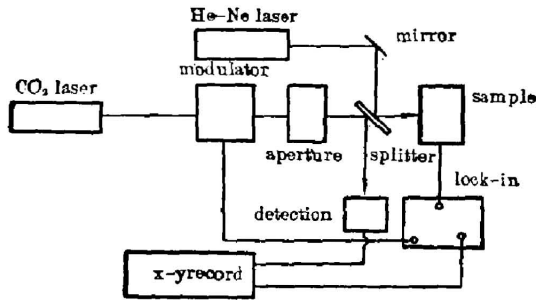 He-Ne laser
mirror
modulator
CO₂ laser
sample
aperture
splitter
lock-in
detection
x-yrecord